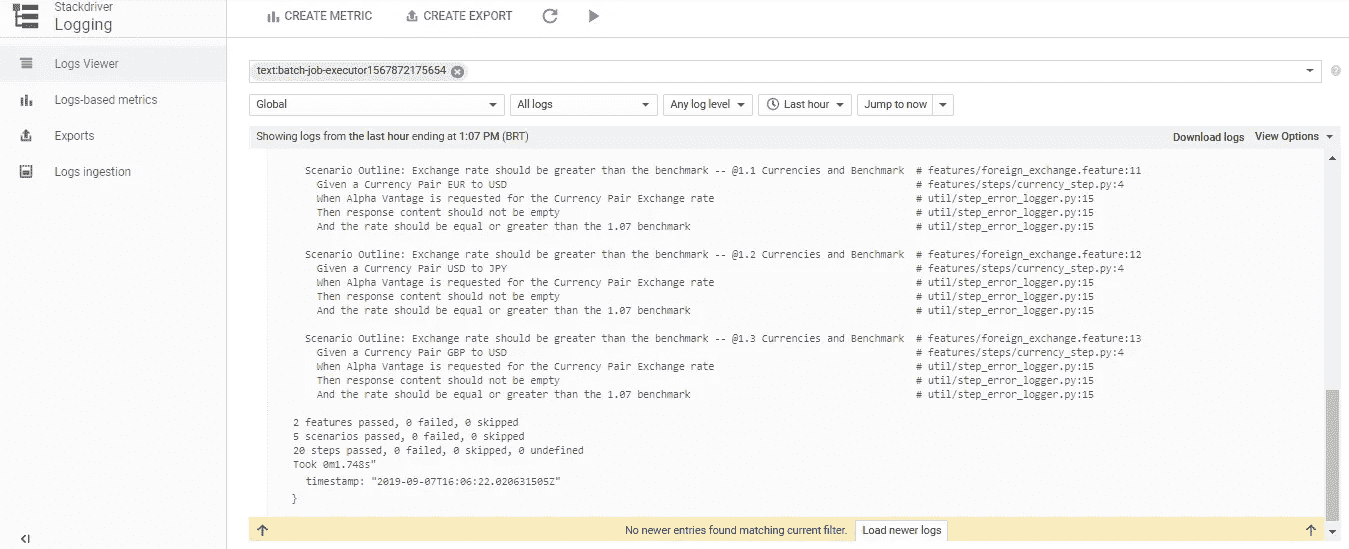 Stackdriver
Logging
CREATE METRIC CREATE EXPORT
Logs Viewer
Logs-based metrics
Exports
Logs ingestion
text:batch-job-executor1567872175654
Global All logs Any log level Last hour Jump to now
Showing logs from the last hour ending at 1:07 PM (BRT) Download logs View Options
Scenario Outline: Exchange rate should be greater than the benchmark -- @1.1 Currencies and Benchmark # features/foreign_exchange.feature:11
Given a Currency Pair EUR to USD # features/steps/currency_step.py:4
When Alpha Vantage is requested for the Currency Pair Exchange rate # util/step_error_logger.py:15
Then response content should not be empty # util/step_error_logger.py:15
And the rate should be equal or greater than the 1.07 benchmark # util/step_error_logger.py:15
Scenario Outline: Exchange rate should be greater than the benchmark -- @1.2 Currencies and Benchmark # features/foreign_exchange.feature:12
Given a Currency Pair USD to JPY # features/steps/currency_step.py:4
When Alpha Vantage is requested for the Currency Pair Exchange rate # util/step_error_logger.py:15
Then response content should not be empty # util/step_error_logger.py:15
And the rate should be equal or greater than the 1.07 benchmark # util/step_error_logger.py:15
Scenario Outline: Exchange rate should be greater than the benchmark -- @1.3 Currencies and Benchmark # features/foreign_exchange.feature:13
Given a Currency Pair GBP to USD # features/steps/currency_step.py:4
When Alpha Vantage is requested for the Currency Pair Exchange rate # util/step_error_logger.py:15
Then response content should not be empty # util/step_error_logger.py:15
And the rate should be equal or greater than the 1.07 benchmark # util/step_error_logger.py:15
2 features passed, 0 failed, 0 skipped
5 scenarios passed, 0 failed, 0 skipped
20 steps passed, 0 failed, 0 skipped, 0 undefined
Took 0m1.748s"
timestamp: "2019-09-07T16:06:22.020631505Z"
}
No newer entries found matching current filter. Load newer logs